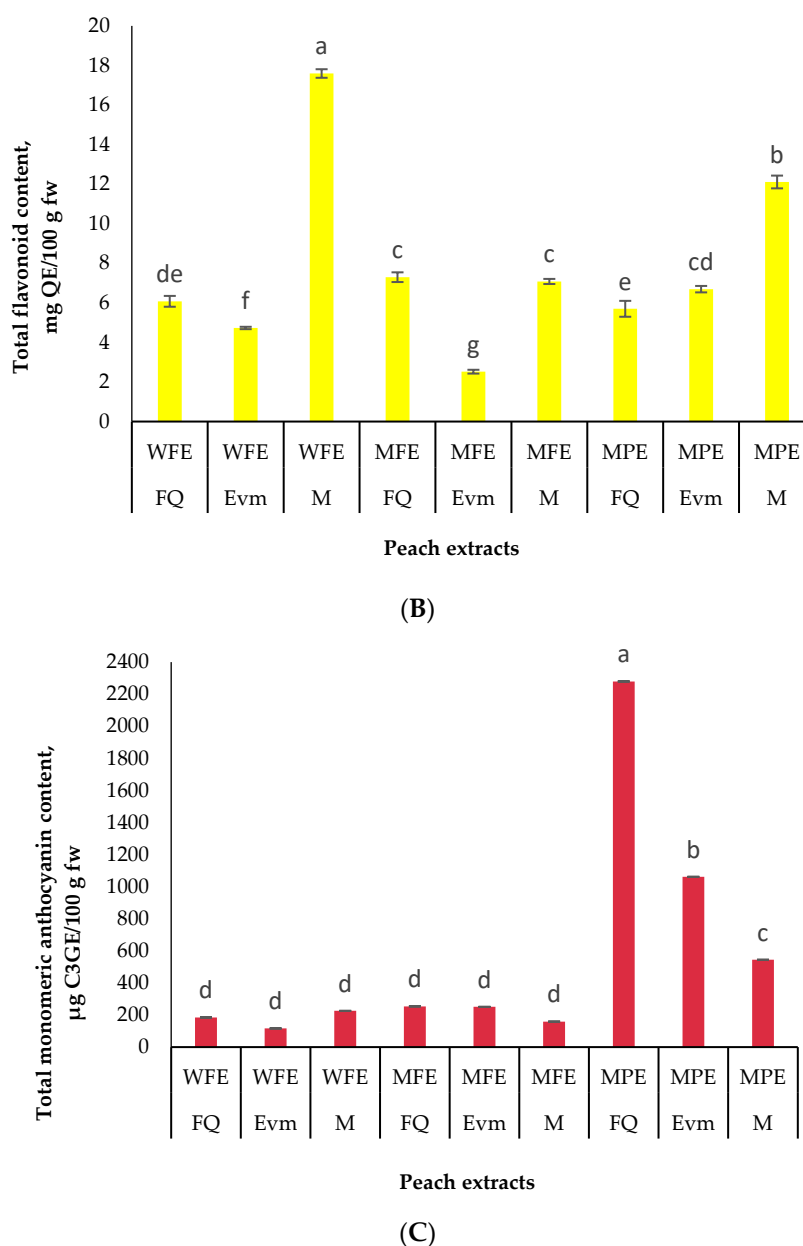 Total flavonoid content,
mg QE/100 g fw
20
18
16
14
12
10
8
6
4
2
0
de
f
a
c
g
c
e
cd
b
WFE WFE WFE MFE MFE MFE MPE MPE MPE
FQ Evm M FQ Evm M FQ Evm M
Peach extracts
(B)
Total monomeric anthocyanin content,
µg C3GE/100 g fw
2400
2200
2000
1800
1600
1400
1200
1000
800
600
400
200
0
d
d
d
d
d
d
a
b
c
WFE WFE WFE MFE MFE MFE MPE MPE MPE
FQ Evm M FQ Evm M FQ Evm M
Peach extracts
(C)